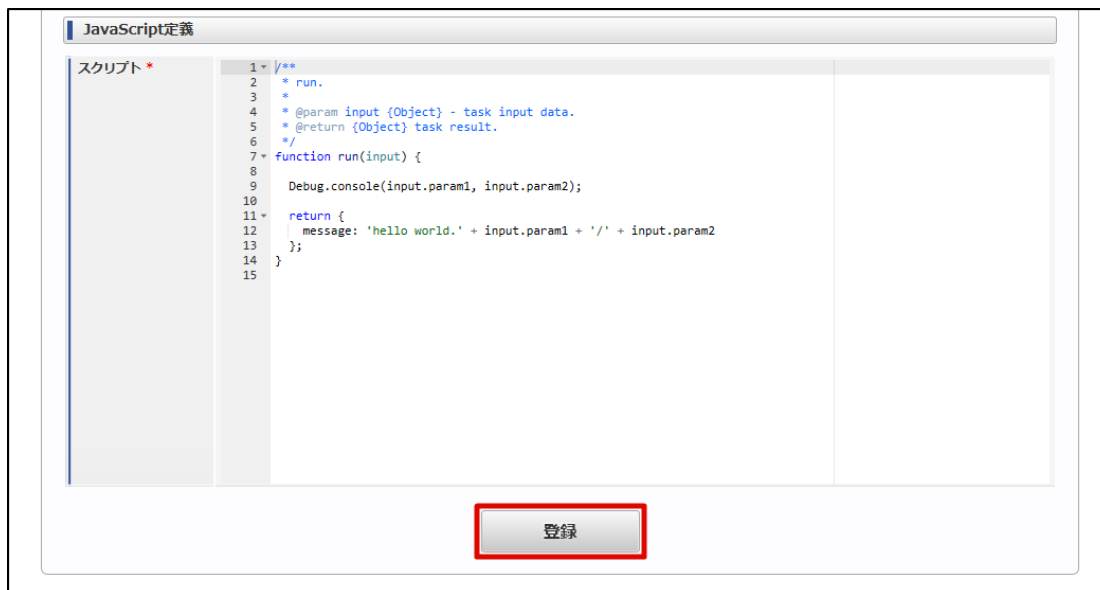 JavaScript定義
スクリプト *
1 /**
2  * run.
3  *
4  * @param input {Object} - task input data.
5  * @return {Object} task result.
6  */
7 function run(input) {
8
9   Debug.console(input.param1, input.param2);
10
11   return {
12     message: 'hello world.' + input.param1 + '/' + input.param2
13   };
14 }
15
登録